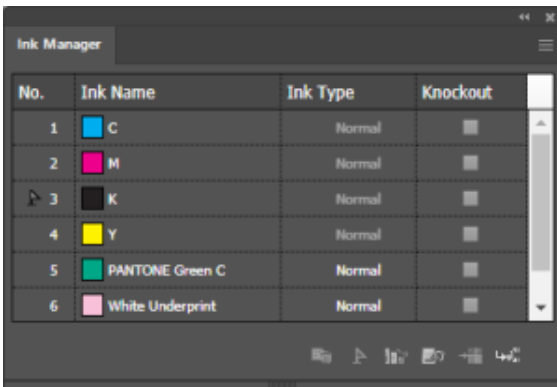 Ink Manager
No. Ink Name Ink Type Knockout
1 C Normal
2 M Normal
3 K Normal
4 Y Normal
5 PANTONE Green C Normal
6 White Underprint Normal